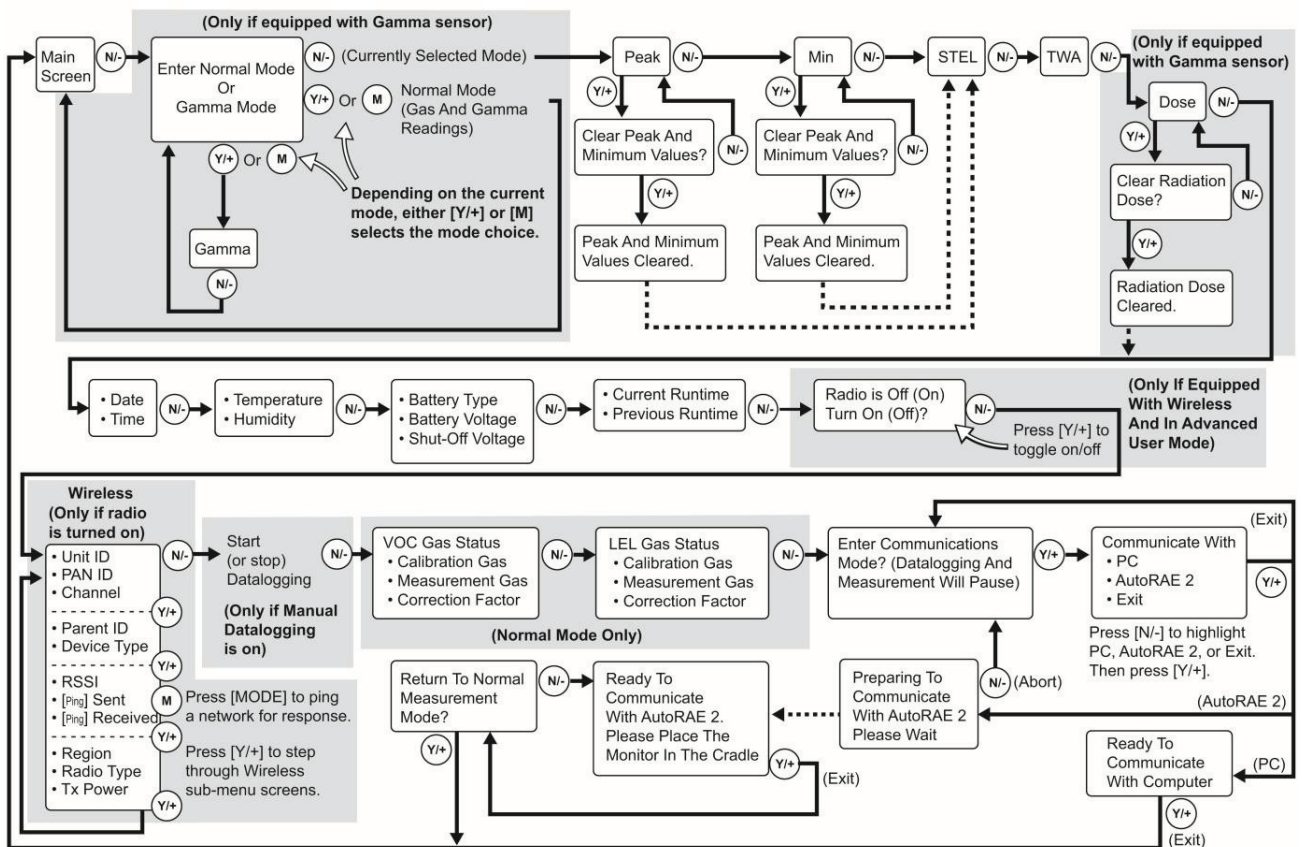 (Only if equipped with Gamma sensor)
Main
Screen
N/-
Enter Normal Mode
Or
Gamma Mode
N/-
(Currently Selected Mode)
Y/+
Or
M
Normal Mode
(Gas And Gamma
Readings)
Y/+
Or
M
Depending on the current
mode, either [Y/+] or [M]
selects the mode choice.
Gamma
N/-
Peak
N/-
Y/+
Clear Peak And
Minimum Values?
N/-
Y/+
Peak And Minimum
Values Cleared.
Min
N/-
Y/+
Clear Peak And
Minimum Values?
N/-
Y/+
Peak And Minimum
Values Cleared.
STEL
N/-
TWA
N/-
(Only if equipped
with Gamma sensor)
Dose
N/-
Y/+
Clear Radiation
Dose?
N/-
Y/+
Radiation Dose
Cleared.
• Date
• Time
N/-
• Temperature
• Humidity
N/-
• Battery Type
• Battery Voltage
• Shut-Off Voltage
N/-
• Current Runtime
• Previous Runtime
N/-
Radio is Off (On)
Turn On (Off)?
N/-
Press [Y/+] to
toggle on/off
(Only If Equipped
With Wireless
And In Advanced
User Mode)
Wireless
(Only if radio
is turned on)
• Unit ID
• PAN ID
• Channel
N/-
Y/+
• Parent ID
• Device Type
Y/+
• RSSI
• [Ping] Sent
• [Ping] Received
M
Press [MODE] to ping
a network for response.
Y/+
• Region
• Radio Type
• Tx Power
Y/+
Press [Y/+] to step
through Wireless
sub-menu screens.
Start
(or stop)
Datalogging
N/-
(Only if Manual
Datalogging
is on)
VOC Gas Status
• Calibration Gas
• Measurement Gas
• Correction Factor
N/-
LEL Gas Status
• Calibration Gas
• Measurement Gas
• Correction Factor
N/-
(Normal Mode Only)
Enter Communications
Mode? (Datalogging And
Measurement Will Pause)
Y/+
Communicate With
• PC
• AutoRAE 2
• Exit
(Exit)
Y/+
Press [N/-] to highlight
PC, AutoRAE 2, or Exit.
Then press [Y/+].
(AutoRAE 2)
(PC)
Return To Normal
Measurement
Mode?
N/-
Y/+
Ready To
Communicate
With AutoRAE 2.
Please Place The
Monitor In The Cradle
Y/+
(Exit)
Preparing To
Communicate
With AutoRAE 2
Please Wait
N/-
(Abort)
Ready To
Communicate
With Computer
Y/+
(Exit)